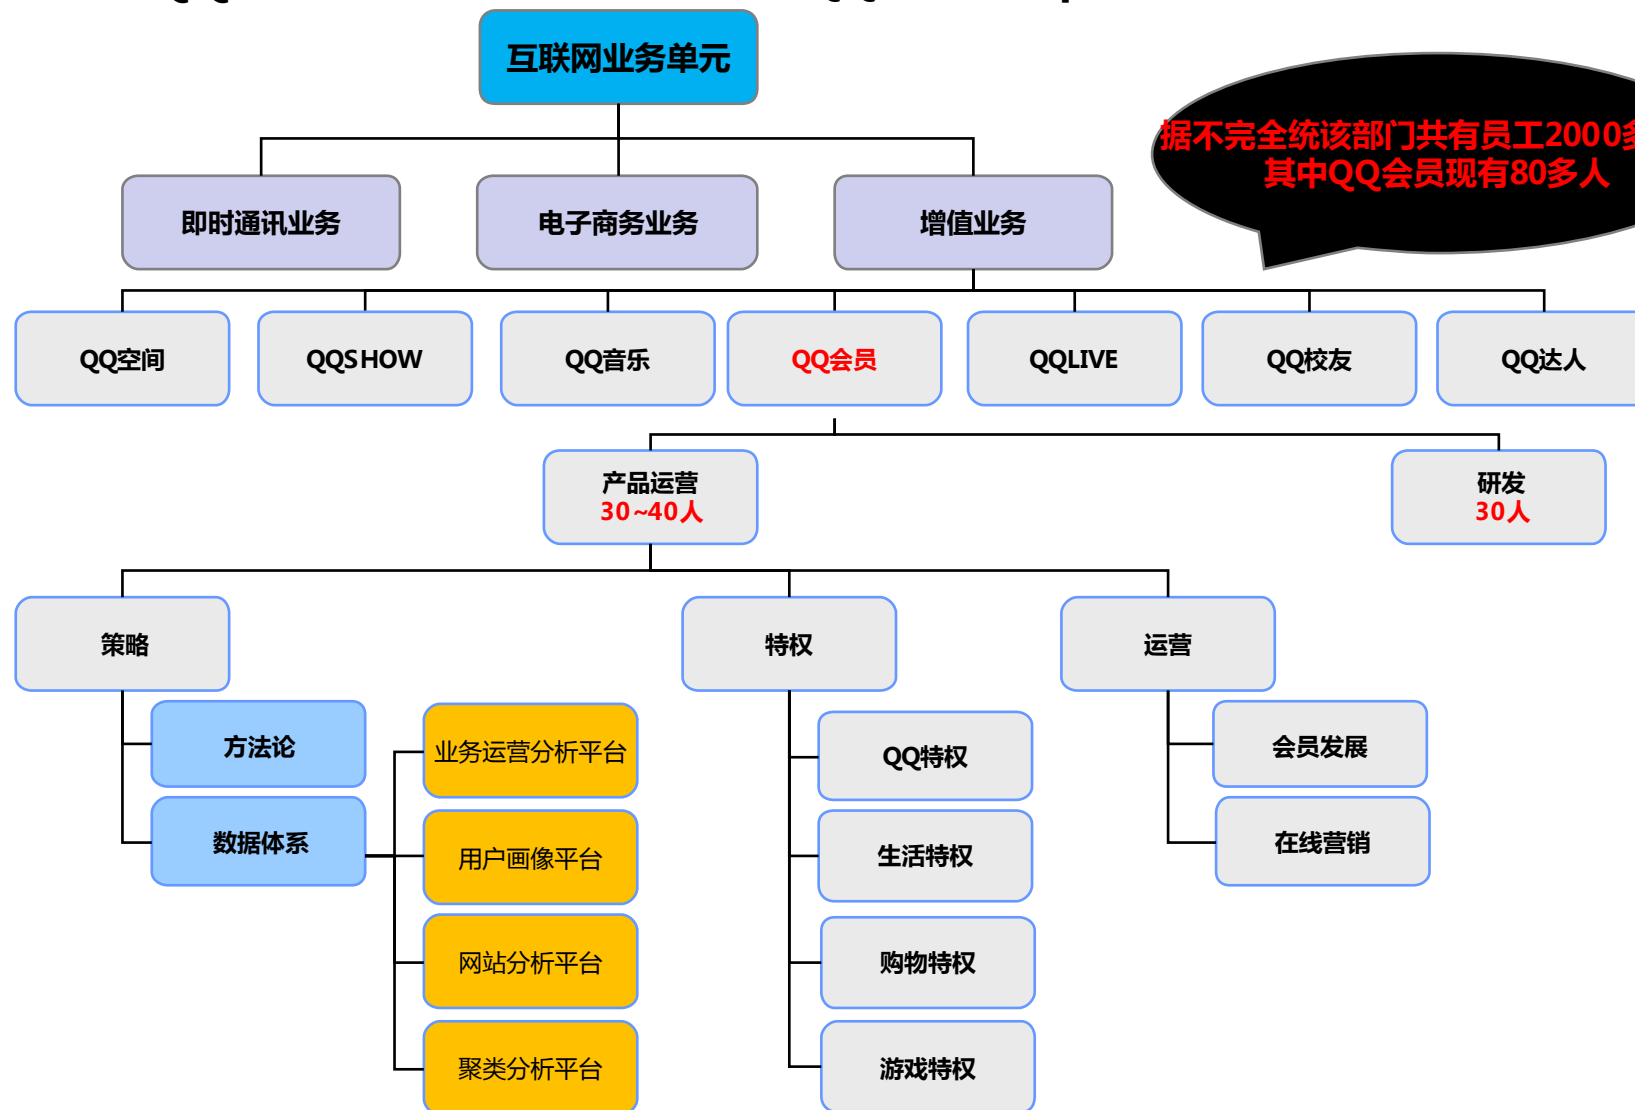 互联网业务单元
据不完全统该部门共有员工2000多
其中QQ会员现有80多人
即时通讯业务
电子商务业务
增值业务
QQ空间
QQSHOW
QQ音乐
QQ会员
QQLIVE
QQ校友
QQ达人
产品运营
30~40人
研发
30人
策略
特权
运营
方法论
数据体系
业务运营分析平台
用户画像平台
网站分析平台
聚类分析平台
QQ特权
生活特权
购物特权
游戏特权
会员发展
在线营销